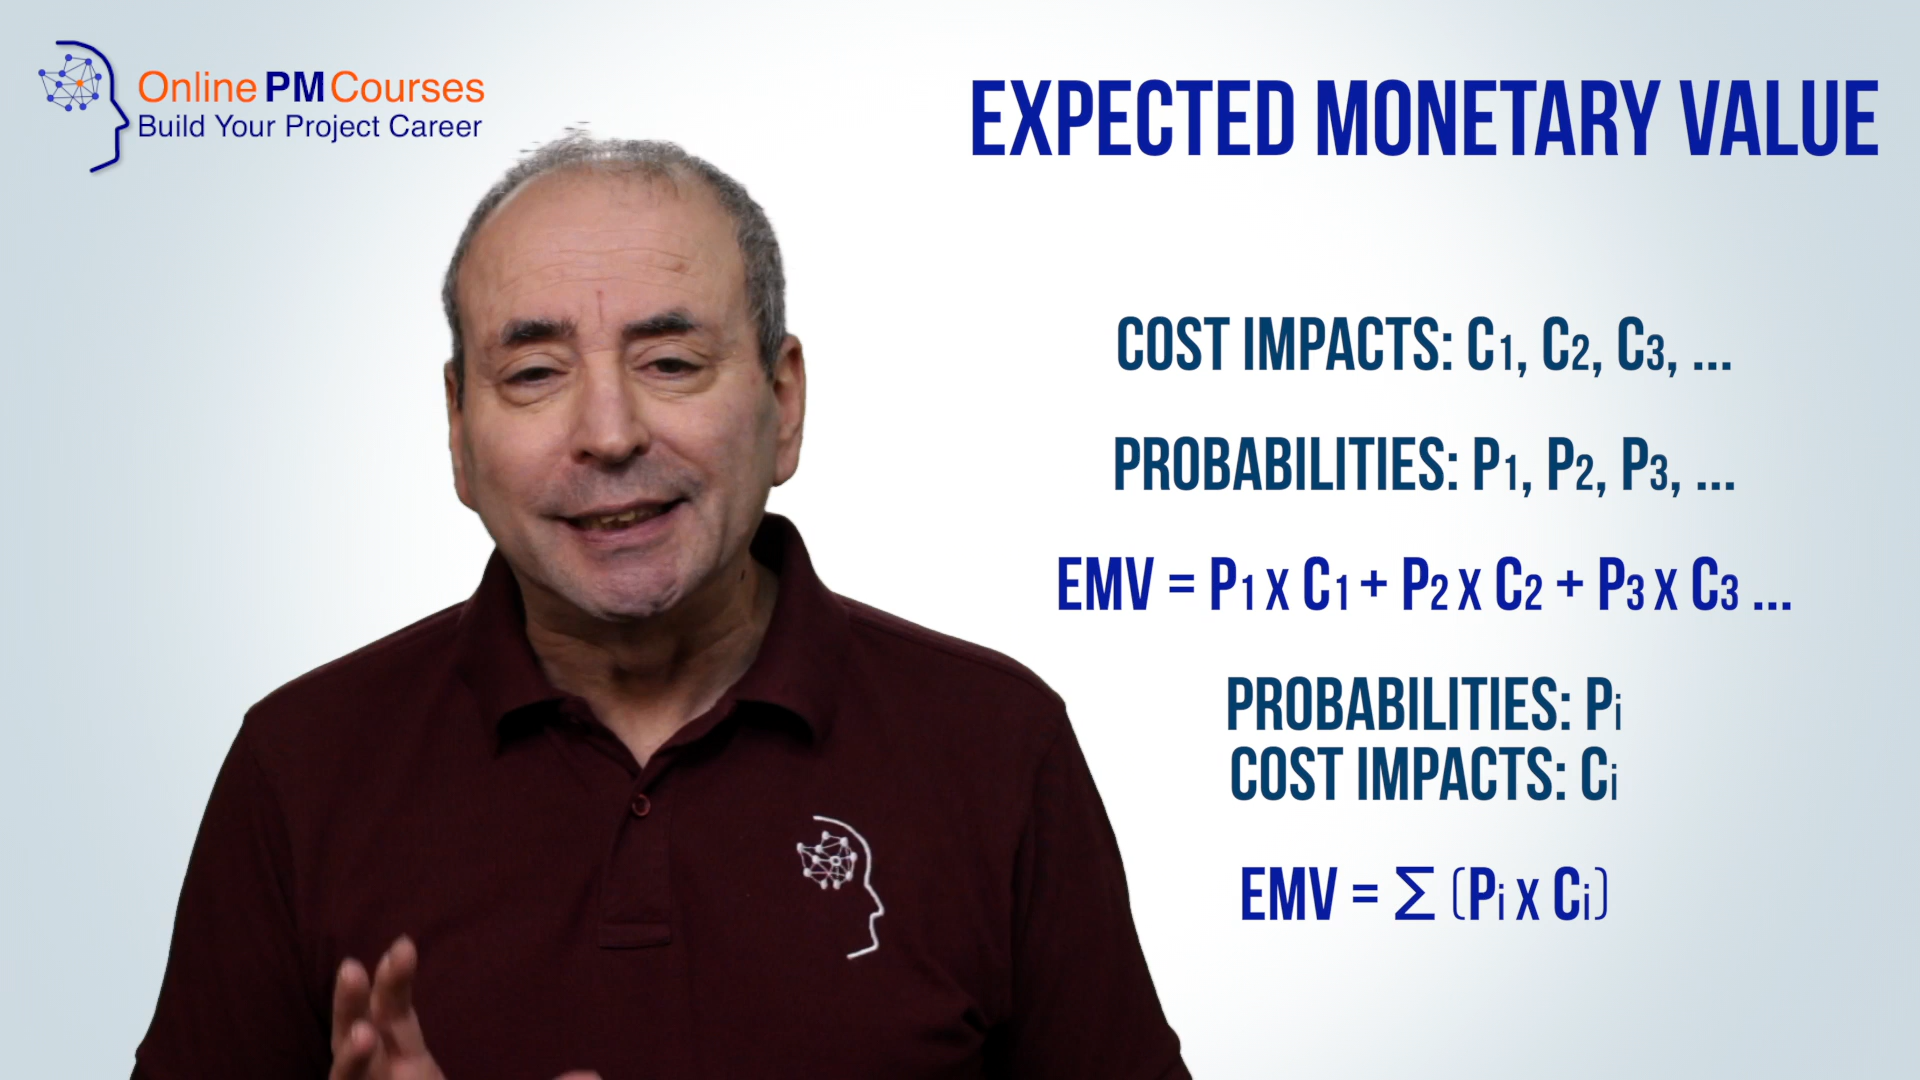 Online PM Courses
Build Your Project Career
EXPECTED MONETARY VALUE
COST IMPACTS: C1, C2, C3, ...
PROBABILITIES: P1, P2, P3, ...
EMV = P1 x C1 + P2 x C2 + P3 x C3 ...
PROBABILITIES: Pi
COST IMPACTS: Ci
EMV = Σ (Pi x Ci)